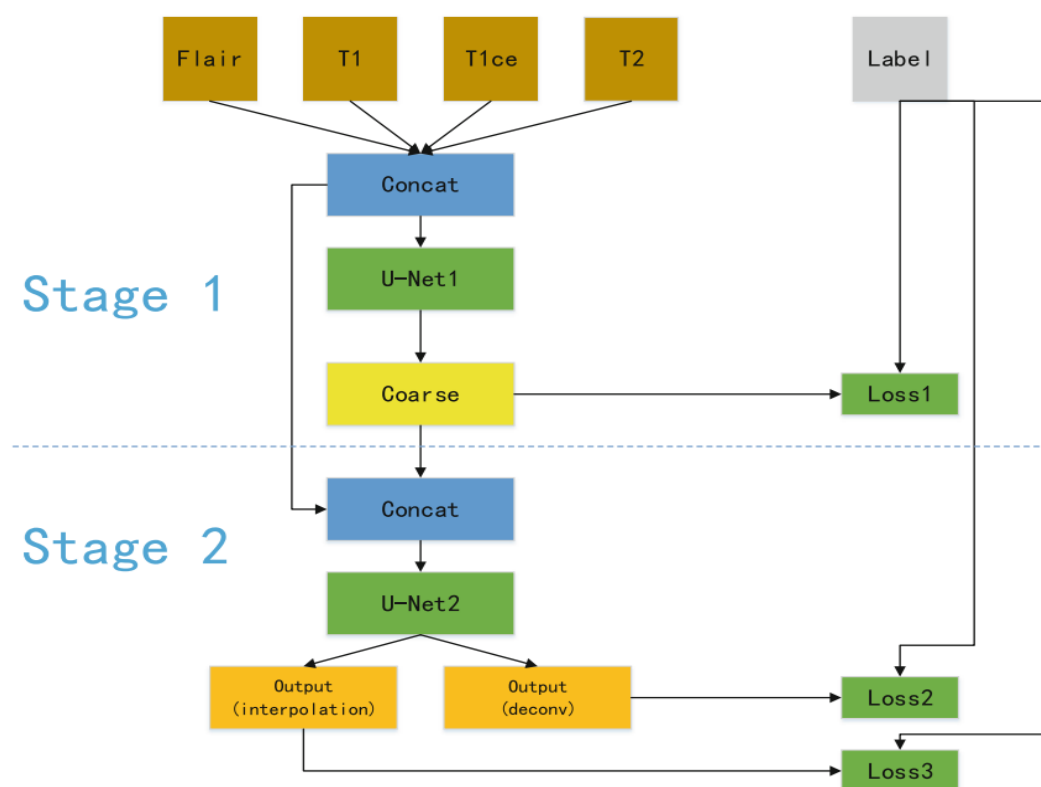 Flair
T1
T1ce
T2
Label
Concat
U-Net1
Stage 1
Coarse
Loss1
Concat
Stage 2
U-Net2
Output
(interpolation)
Output
(deconv)
Loss2
Loss3